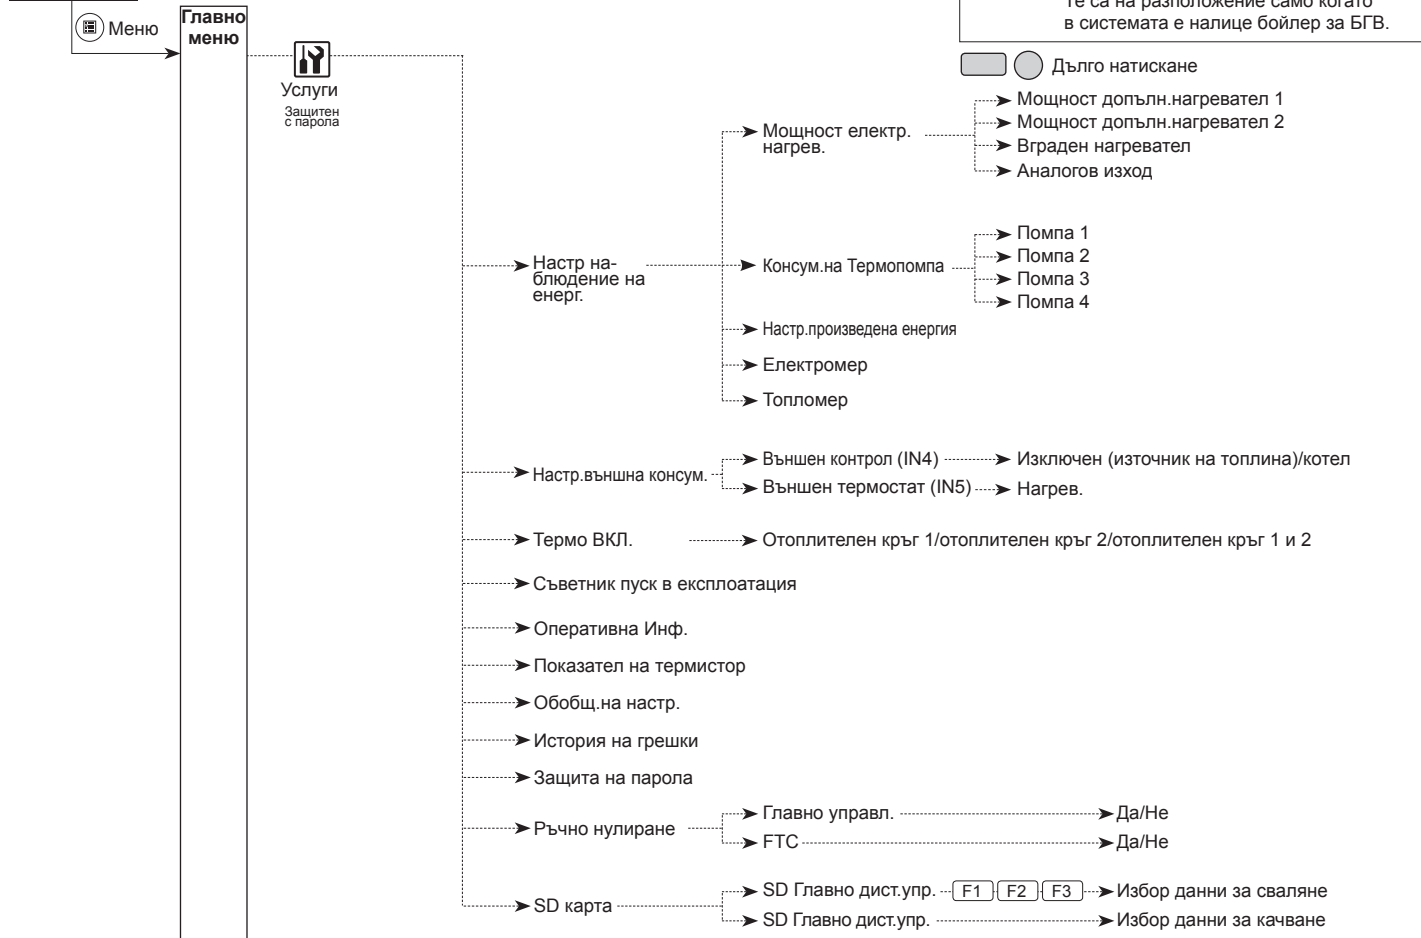 Те са на разположение само когато
в системата е налице бойлер за БГВ.
Меню
Главно
меню
Услуги
Защитен
с парола
Дълго натискане
Мощност електр.
нагрев.
Мощност допълн.нагревател 1
Мощност допълн.нагревател 2
Вграден нагревател
Аналогов изход
Настр на-
блюдение на
енерг.
Консум.на Термопомпа
Помпа 1
Помпа 2
Помпа 3
Помпа 4
Настр.произведена енергия
Електромер
Топломер
Настр.външна консум.
Външен контрол (IN4)
Изключен (източник на топлина)/котел
Външен термостат (IN5)
Нагрев.
Термо ВКЛ.
Отоплителен кръг 1/отоплителен кръг 2/отоплителен кръг 1 и 2
Съветник пуск в експлоатация
Оперативна Инф.
Показател на термистор
Обобщ.на настр.
История на грешки
Защита на парола
Ръчно нулиране
Главно управл.
Да/Не
FTC
Да/Не
SD карта
SD Главно дист.упр.
F1 F2 F3
Избор данни за сваляне
SD Главно дист.упр.
Избор данни за качване